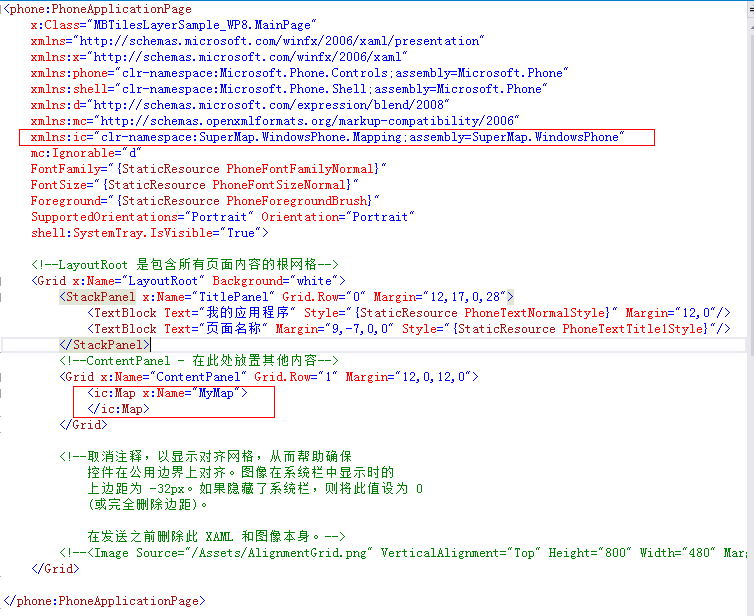 <phone:PhoneApplicationPage
x:Class="MBTilesLayerSample_WP8.MainPage"
xmlns="http://schemas.microsoft.com/winfx/2006/xaml/presentation"
xmlns:x="http://schemas.microsoft.com/winfx/2006/xaml"
xmlns:phone="clr-namespace:Microsoft.Phone.Controls;assembly=Microsoft.Phone"
xmlns:shell="clr-namespace:Microsoft.Phone.Shell;assembly=Microsoft.Phone"
xmlns:d="http://schemas.microsoft.com/expression/blend/2008"
xmlns:mc="http://schemas.openxmlformats.org/markup-compatibility/2006"
xmlns:ic="clr-namespace:SuperMap.WindowsPhone.Mapping;assembly=SuperMap.WindowsPhone"
mc:Ignorable="d"
FontFamily="{StaticResource PhoneFontFamilyNormal}"
FontSize="{StaticResource PhoneFontSizeNormal}"
Foreground="{StaticResource PhoneForegroundBrush}"
SupportedOrientations="Portrait" Orientation="Portrait"
shell:SystemTray.IsVisible="True">
<!--LayoutRoot 是包含所有页面内容的根网格-->
<Grid x:Name="LayoutRoot" Background="white">
<StackPanel x:Name="TitlePanel" Grid.Row="0" Margin="12,17,0,28">
<TextBlock Text="我的应用程序" Style="{StaticResource PhoneTextNormalStyle}" Margin="12,0"/>
<TextBlock Text="页面名称" Margin="9,-7,0,0" Style="{StaticResource PhoneTextTitle1Style}"/>
</StackPanel>
<!--ContentPanel - 在此处放置其他内容-->
<Grid x:Name="ContentPanel" Grid.Row="1" Margin="12,0,12,0">
<ic:Map x:Name="MyMap">
</ic:Map>
</Grid>
<!--取消注释，以显示对齐网格，从而帮助确保
控件在公用边界上对齐。图像在系统栏中显示时的
上边距为 -32px。如果隐藏了系统栏，则将此值设为 0
(或完全删除边距)。
在发送之前删除此 XAML 和图像本身。-->
<!--<Image Source="/Assets/AlignmentGrid.png" VerticalAlignment="Top" Height="800" Width="480" Mar
</Grid>
</phone:PhoneApplicationPage>